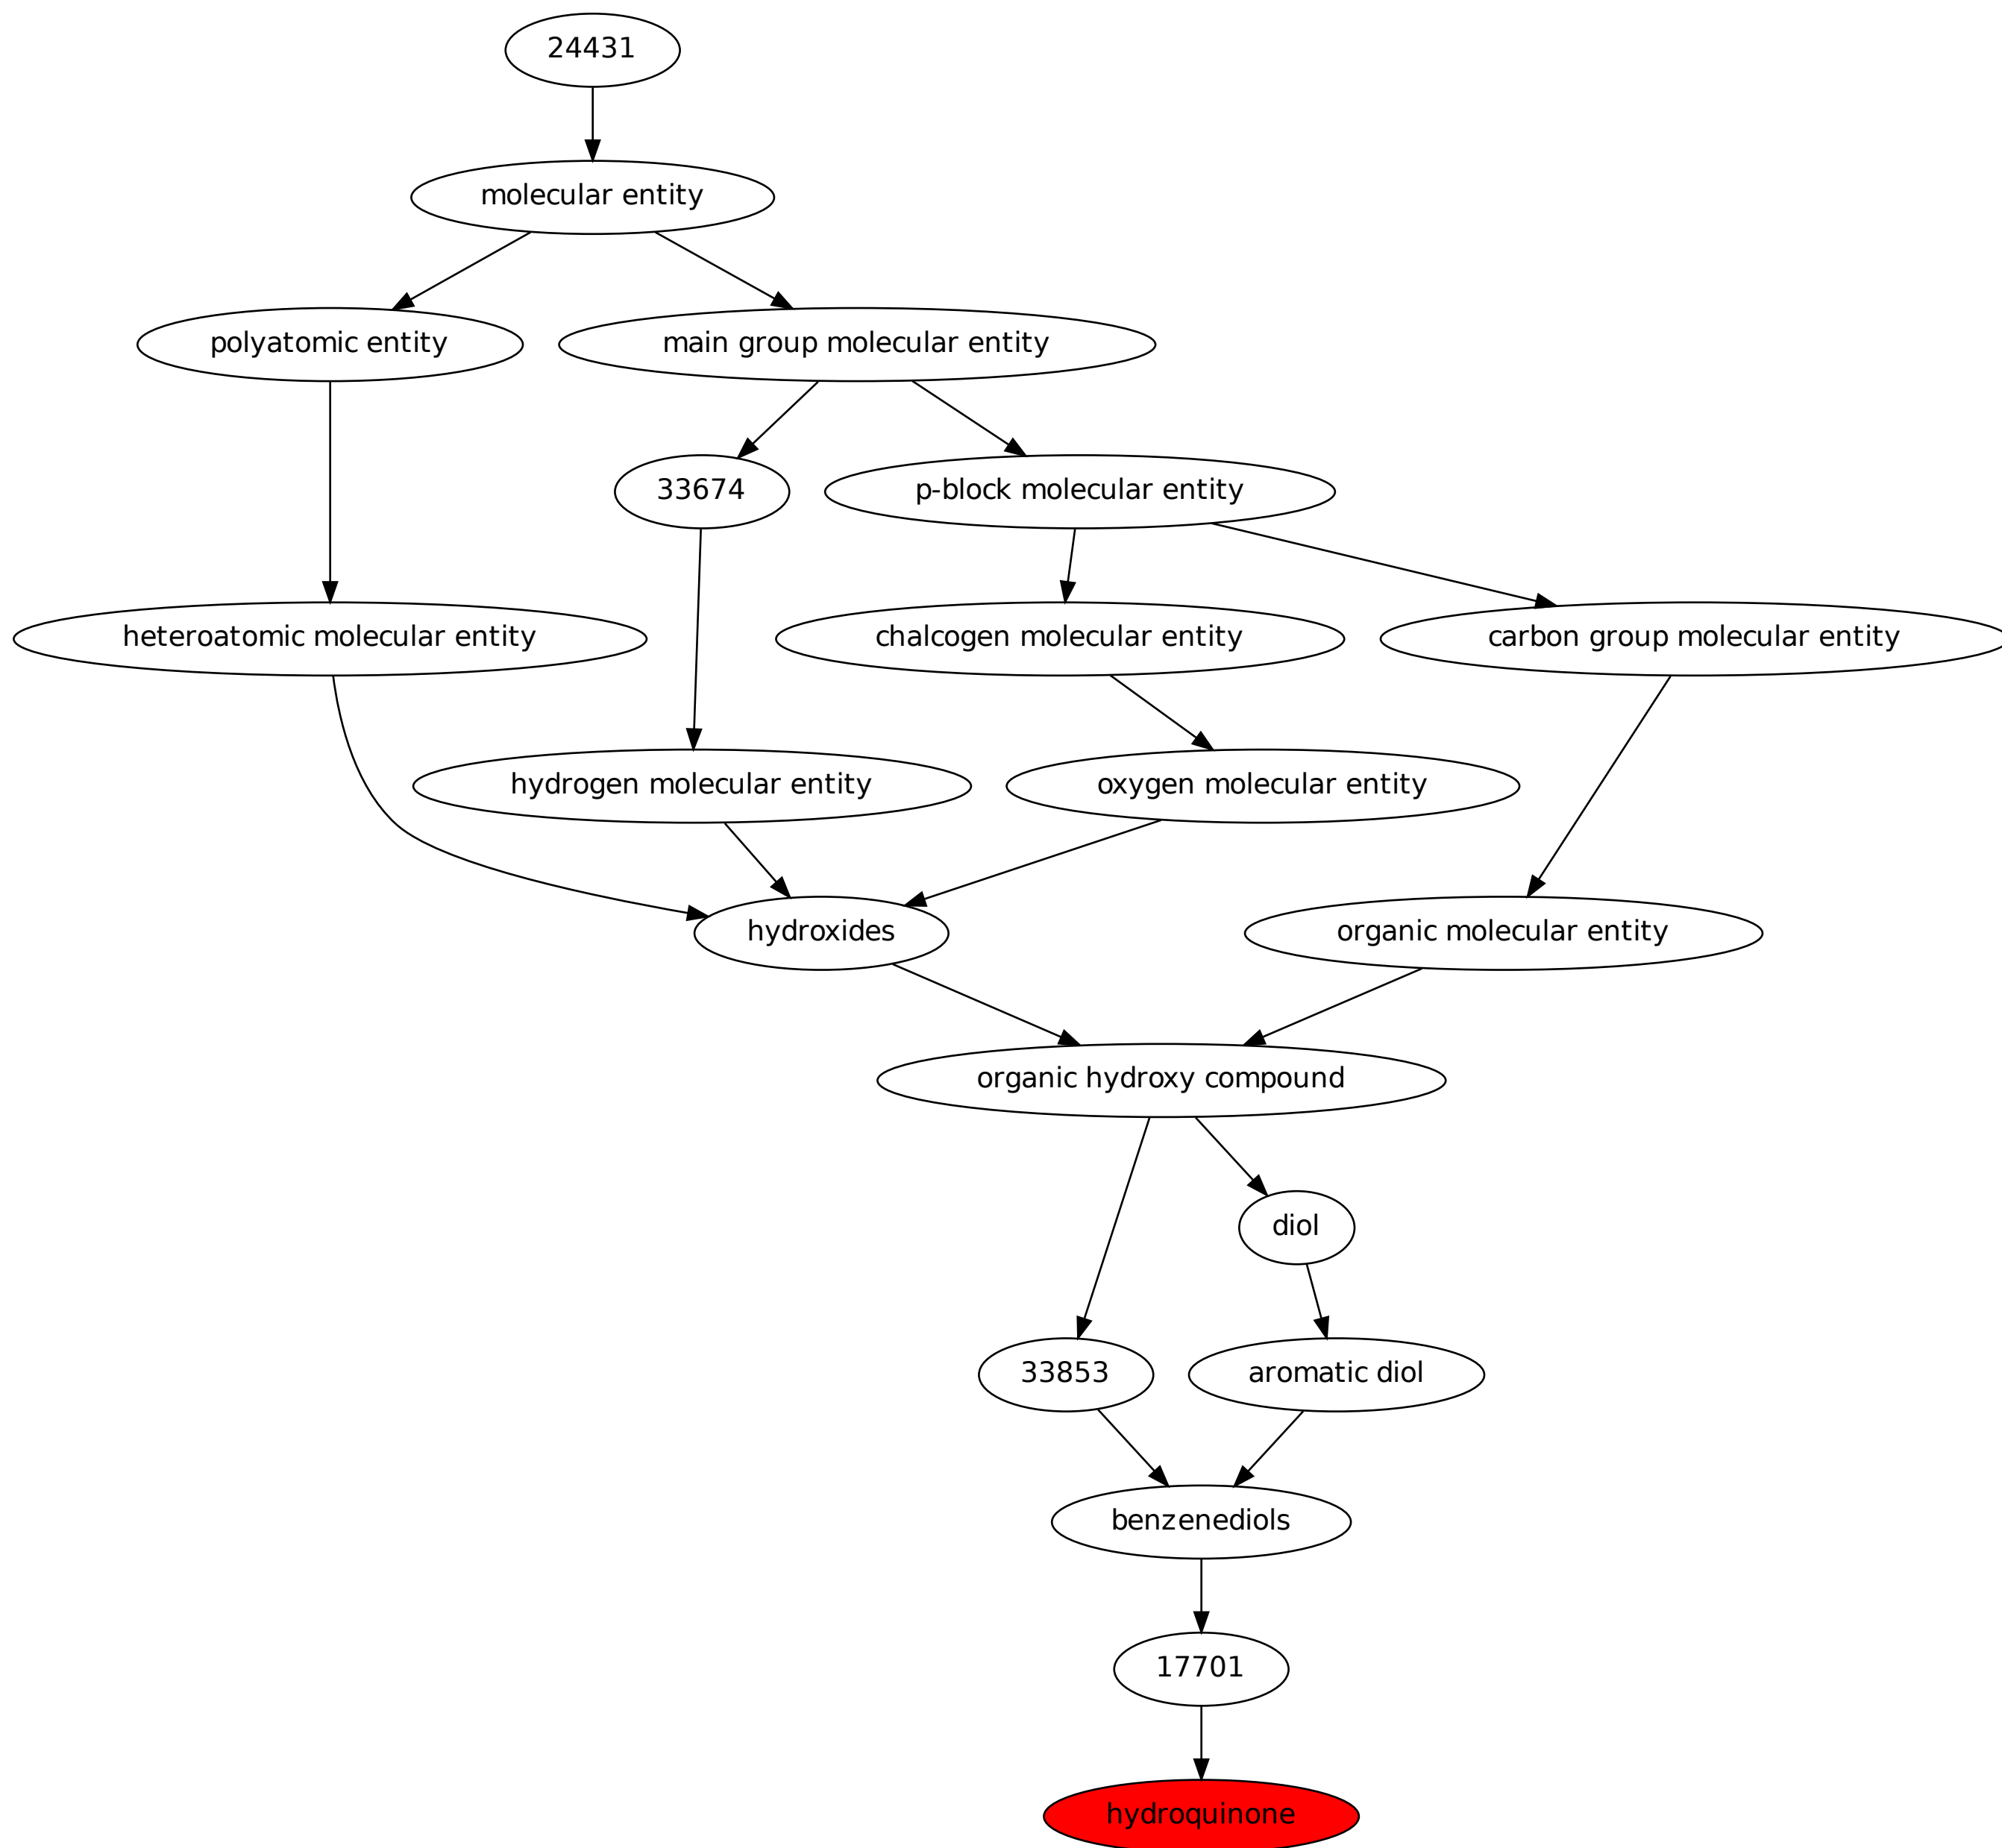 24431
molecular entity
polyatomic entity
main group molecular entity
33674
p-block molecular entity
heteroatomic molecular entity
chalcogen molecular entity
carbon group molecular entity
hydrogen molecular entity
oxygen molecular entity
hydroxides
organic molecular entity
organic hydroxy compound
diol
33853
aromatic diol
benzenediols
17701
hydroquinone